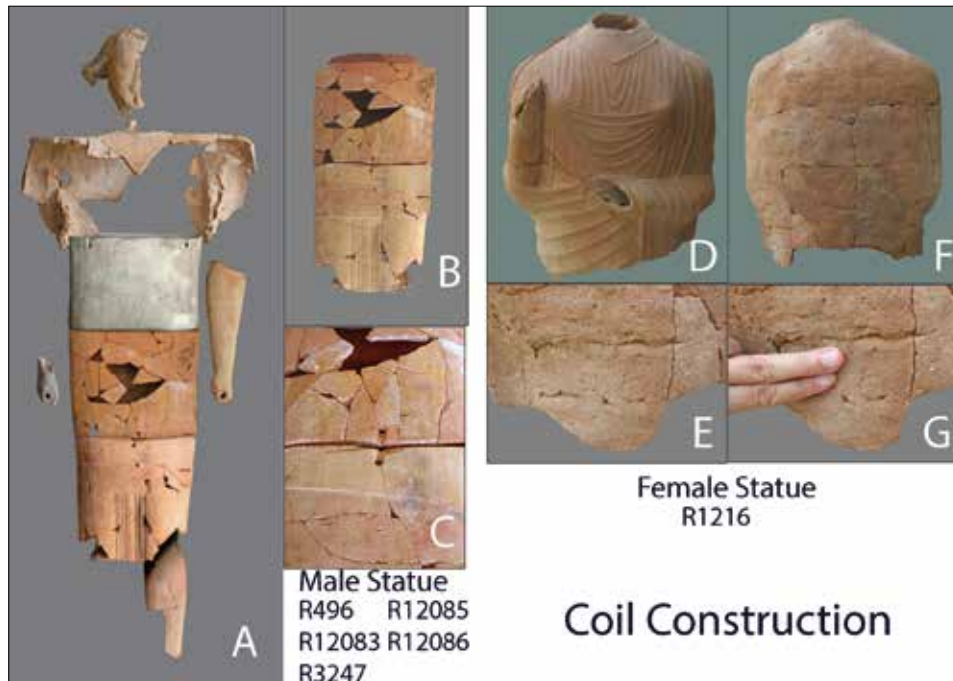 A
B
C
Male Statue
R496 R12085
R12083 R12086
R3247
D
F
E
G
Female Statue
R1216
Coil Construction